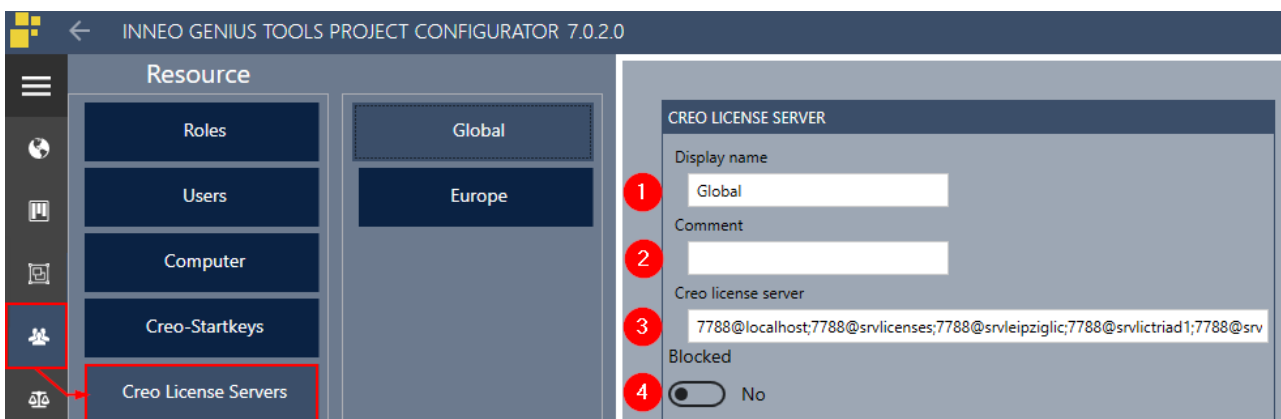 INNEO GENIUS TOOLS PROJECT CONFIGURATOR 7.0.2.0
Resource
Roles
Users
Computer
Creo-Startkeys
Creo License Servers
Global
Europe
CREO LICENSE SERVER
Display name
1 Global
Comment
2
Creo license server
3 7788@localhost;7788@srvlicenses;7788@srvleipziglic;7788@srvlictriad1;7788@srv
Blocked
4 No